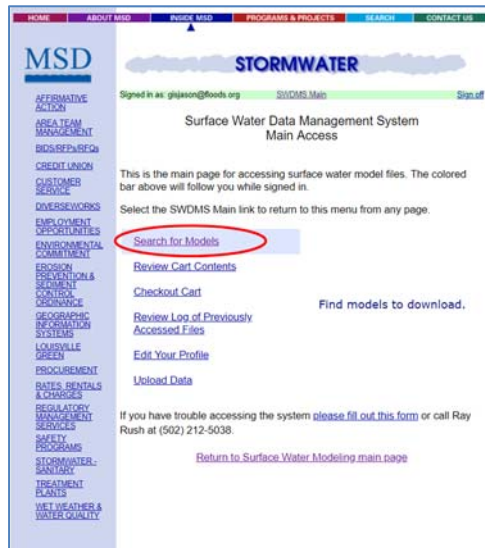 HOME ABOUT MSD INSIDE MSD PROGRAMS & PROJECTS SEARCH CONTACT US
MSD
STORMWATER
Signed in as: gisjason@floods.org SWDMS Main Sign off
Surface Water Data Management System
Main Access
This is the main page for accessing surface water model files. The colored
bar above will follow you while signed in.
Select the SWDMS Main link to return to this menu from any page.
Search for Models
Review Cart Contents
Checkout Cart
Find models to download.
Review Log of Previously
Accessed Files
Edit Your Profile
Upload Data
If you have trouble accessing the system please fill out this form or call Ray
Rush at (502) 212-5038.
Return to Surface Water Modeling main page
AFFIRMATIVE
ACTION
AREA TEAM
MANAGEMENT
BIDS/RFPs/RFQs
CREDIT UNION
CUSTOMER
SERVICE
DIVERSEWORKS
EMPLOYMENT
OPPORTUNITIES
ENVIRONMENTAL
COMMITMENT
EROSION
PREVENTION &
SEDIMENT
CONTROL
ORDINANCE
GEOGRAPHIC
INFORMATION
SYSTEMS
LOUISVILLE
GREEN
PROCUREMENT
RATES, RENTALS
& CHARGES
REGULATORY
MANAGEMENT
SERVICES
SAFETY
PROGRAMS
STORMWATER -
SANITARY
TREATMENT
PLANTS
WET WEATHER &
WATER QUALITY